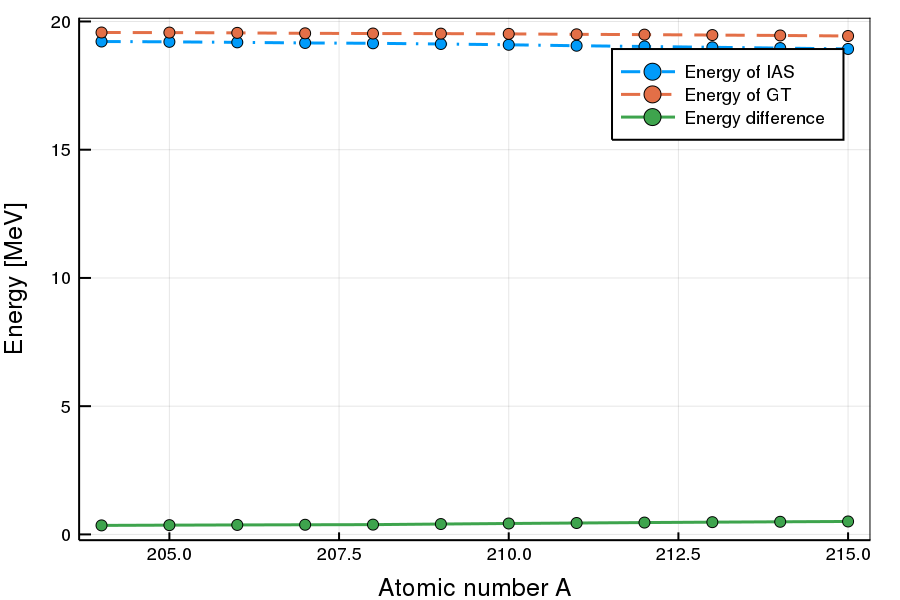 20
15
10
5
0
Energy [MeV]
Energy of IAS
Energy of GT
Energy difference
205.0
207.5
210.0
212.5
215.0
Atomic number A